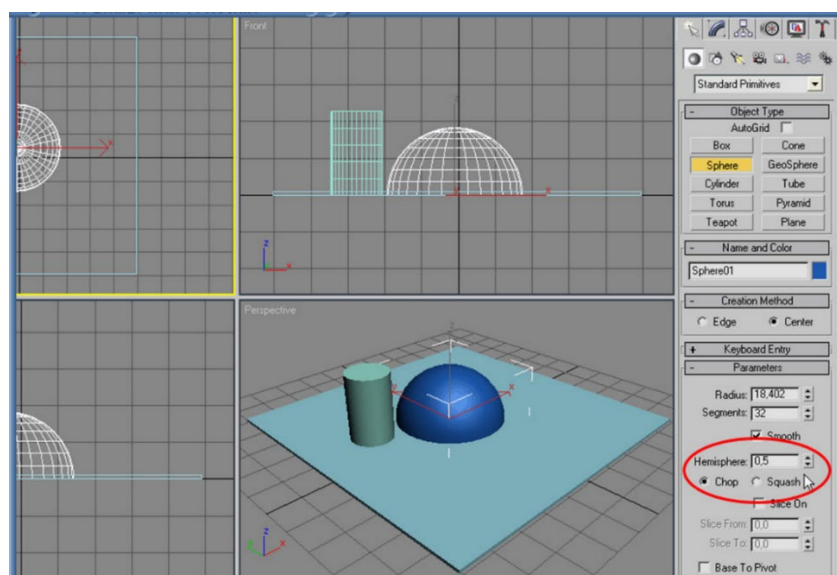 Front
Perspective
z
x
y
x
z
x
z
y
x
z
x
Standard Primitives
- Object Type
AutoGrid
Box Cone
Sphere GeoSphere
Cylinder Tube
Torus Pyramid
Teapot Plane
- Name and Color
Sphere01
- Creation Method
Edge Center
+ Keyboard Entry
- Parameters
Radius: 18,402
Segments: 32
Smooth
Hemisphere: 0,5
Chop Squash
Slice On
Slice From: 0,0
Slice To: 0,0
Base To Pivot